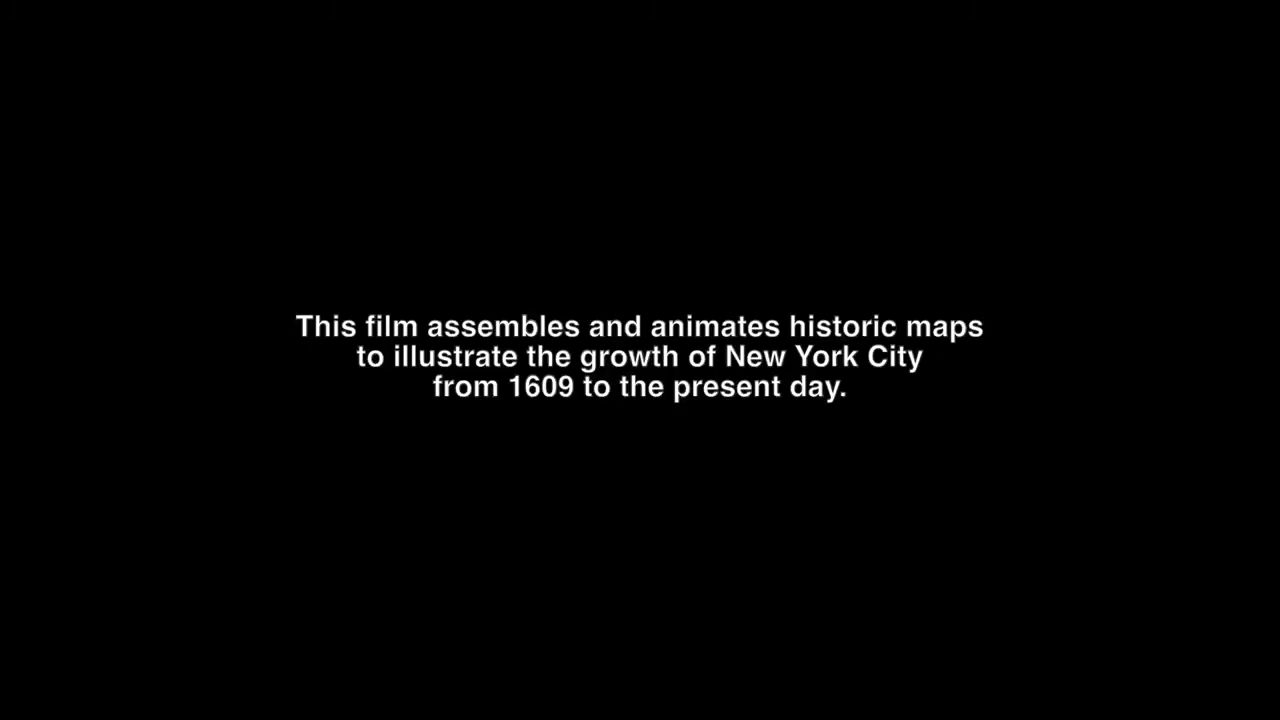 This film assembles and animates historic maps
to illustrate the growth of New York City
from 1609 to the present day.